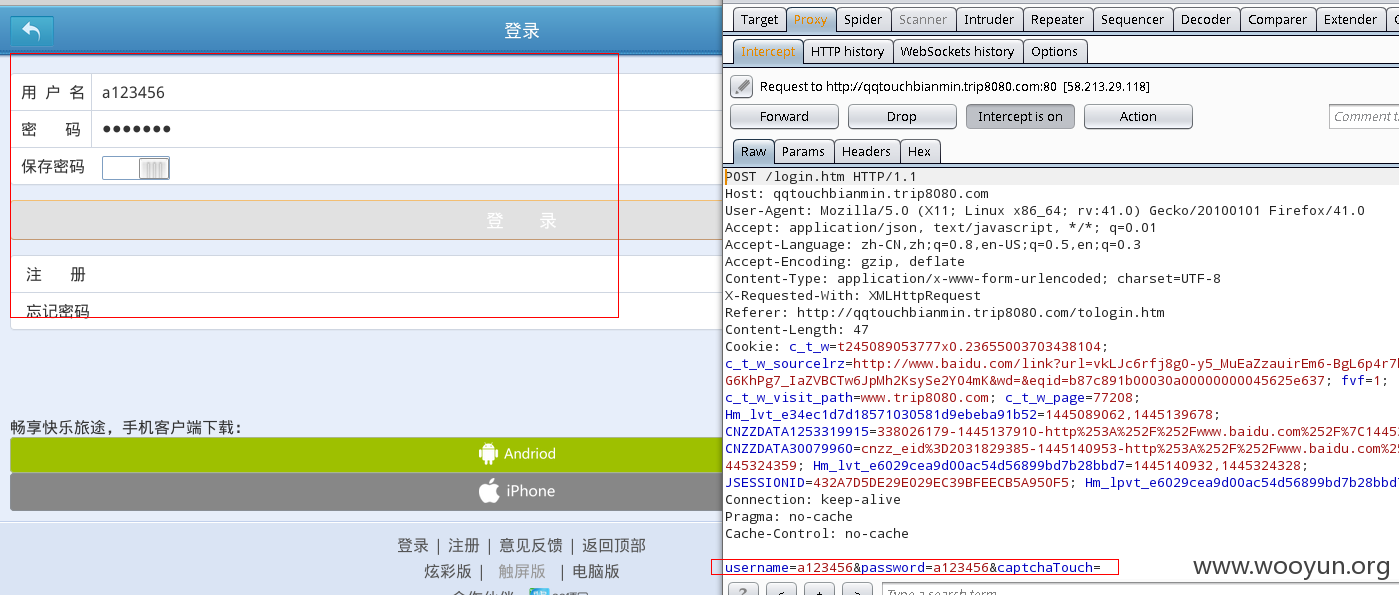 登录
用 户 名 a123456
密 码 •••••••
保存密码
登 录
注 册
忘记密码
畅享快乐旅途，手机客户端下载：
Andriod
iPhone
登录 | 注册 | 意见反馈 | 返回顶部
炫彩版 | 触屏版 | 电脑版
Target Proxy Spider Scanner Intruder Repeater Sequencer Decoder Comparer Extender
Intercept HTTP history WebSockets history Options
Request to http://qqtouchbianmin.trip8080.com:80 [58.213.29.118]
Forward Drop Intercept is on Action Comment
Raw Params Headers Hex
POST /login.htm HTTP/1.1
Host: qqtouchbianmin.trip8080.com
User-Agent: Mozilla/5.0 (X11; Linux x86_64; rv:41.0) Gecko/20100101 Firefox/41.0
Accept: application/json, text/javascript, */*; q=0.01
Accept-Language: zh-CN,zh;q=0.8,en-US;q=0.5,en;q=0.3
Accept-Encoding: gzip, deflate
Content-Type: application/x-www-form-urlencoded; charset=UTF-8
X-Requested-With: XMLHttpRequest
Referer: http://qqtouchbianmin.trip8080.com/tologin.htm
Content-Length: 47
Cookie: c_t_w=t245089053777x0.23655003703438104;
c_t_w_sourcelrz=http://www.baidu.com/link?url=vkLJc6rfj8g0-y5_MuEaZzauirEm6-BgL6p4r7
G6KhPg7_IaZVBCTw6JpMh2KsySe2Y04mK&wd=&eqid=b87c891b00030a00000000045625e637; fvf=1;
c_t_w_visit_path=www.trip8080.com; c_t_w_page=77208;
Hm_lvt_e34ec1d7d18571030581d9ebeba91b52=1445089062,1445139678;
CNZZDATA1253319915=338026179-1445137910-http%253A%252F%252Fwww.baidu.com%252F%7C1445
CNZZDATA30079960=cnzz_eid%3D2031829385-1445140953-http%253A%252F%252Fwww.baidu.com%25
445324359; Hm_lvt_e6029cea9d00ac54d56899bd7b28bbd7=1445140932,1445324328;
JSESSIONID=432A7D5DE29E029EC39BFEECB5A950F5; Hm_lpvt_e6029cea9d00ac54d56899bd7b28bbd7
Connection: keep-alive
Pragma: no-cache
Cache-Control: no-cache
username=a123456&password=a123456&captchaTouch=
www.wooyun.org
? < + >
Type a search term